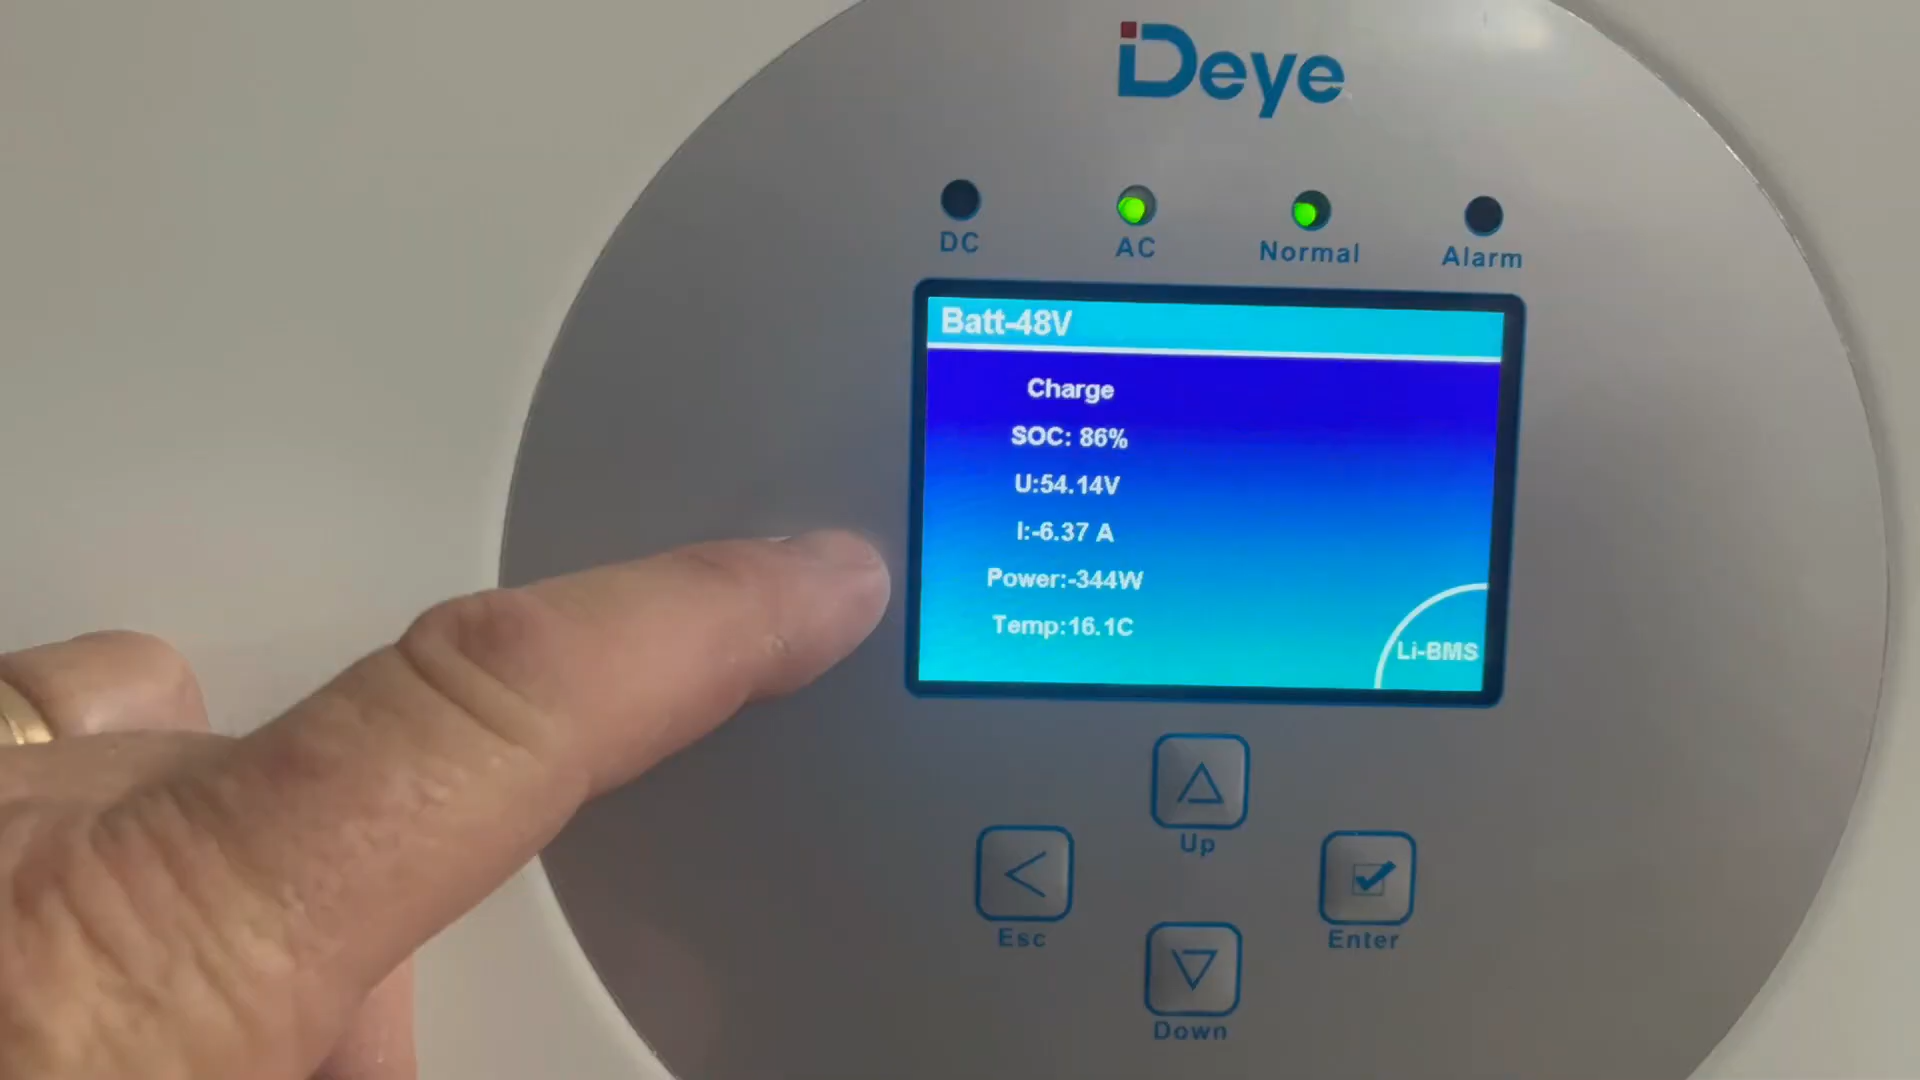 Deye
DC AC Normal Alarm
Batt-48V
Charge
SOC: 86%
U:54.14V
I:-6.37 A
Power:-344W
Temp:16.1C
Li-BMS
Up
Esc
Enter
Down